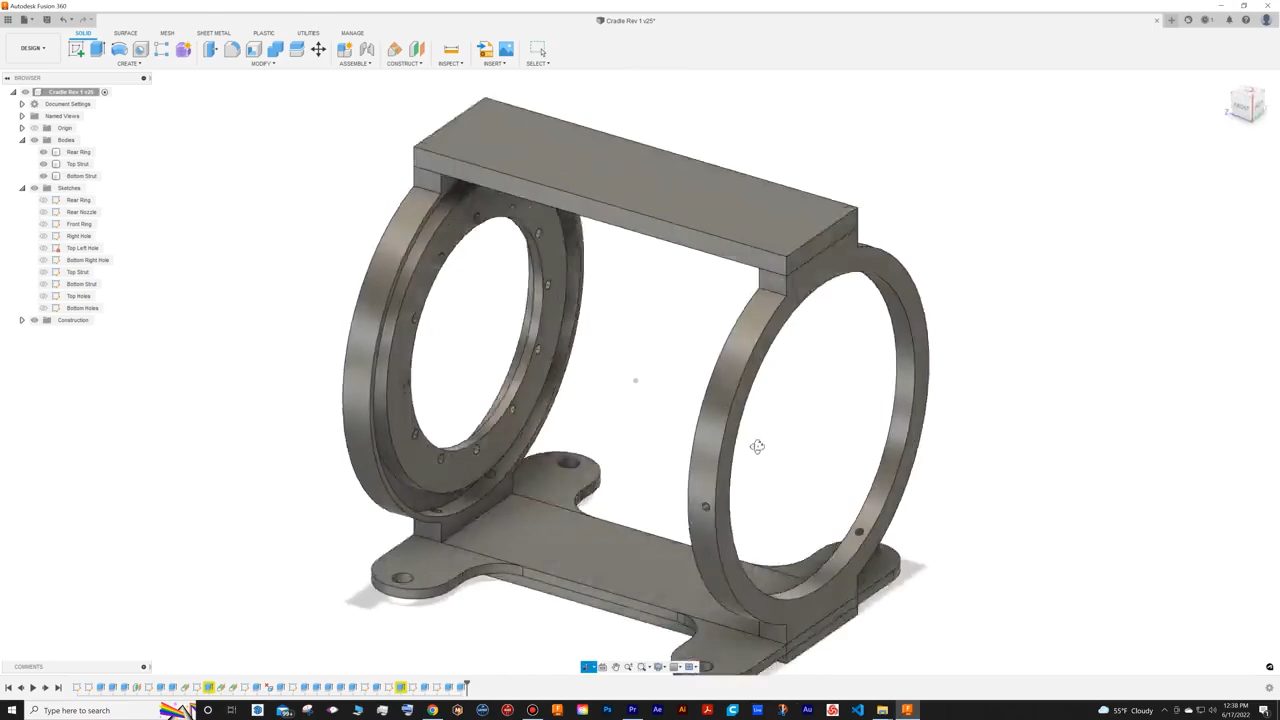 Autodesk Fusion 360
Cradle Rev 1 v25*
1
DESIGN
SOLID SURFACE MESH SHEET METAL PLASTIC UTILITIES MANAGE
CREATE MODIFY ASSEMBLE CONSTRUCT INSPECT INSERT SELECT
BROWSER
Cradle Rev 1 v25
Document Settings
Named Views
Origin
Bodies
Rear Ring
Top Strut
Bottom Strut
Sketches
Rear Ring
Rear Nozzle
Front Ring
Right Hole
Top Left Hole
Bottom Right Hole
Top Strut
Bottom Strut
Top Holes
Bottom Holes
Construction
FRONT
Z
COMMENTS
Type here to search
55°F Cloudy
12:38 PM
6/17/2022